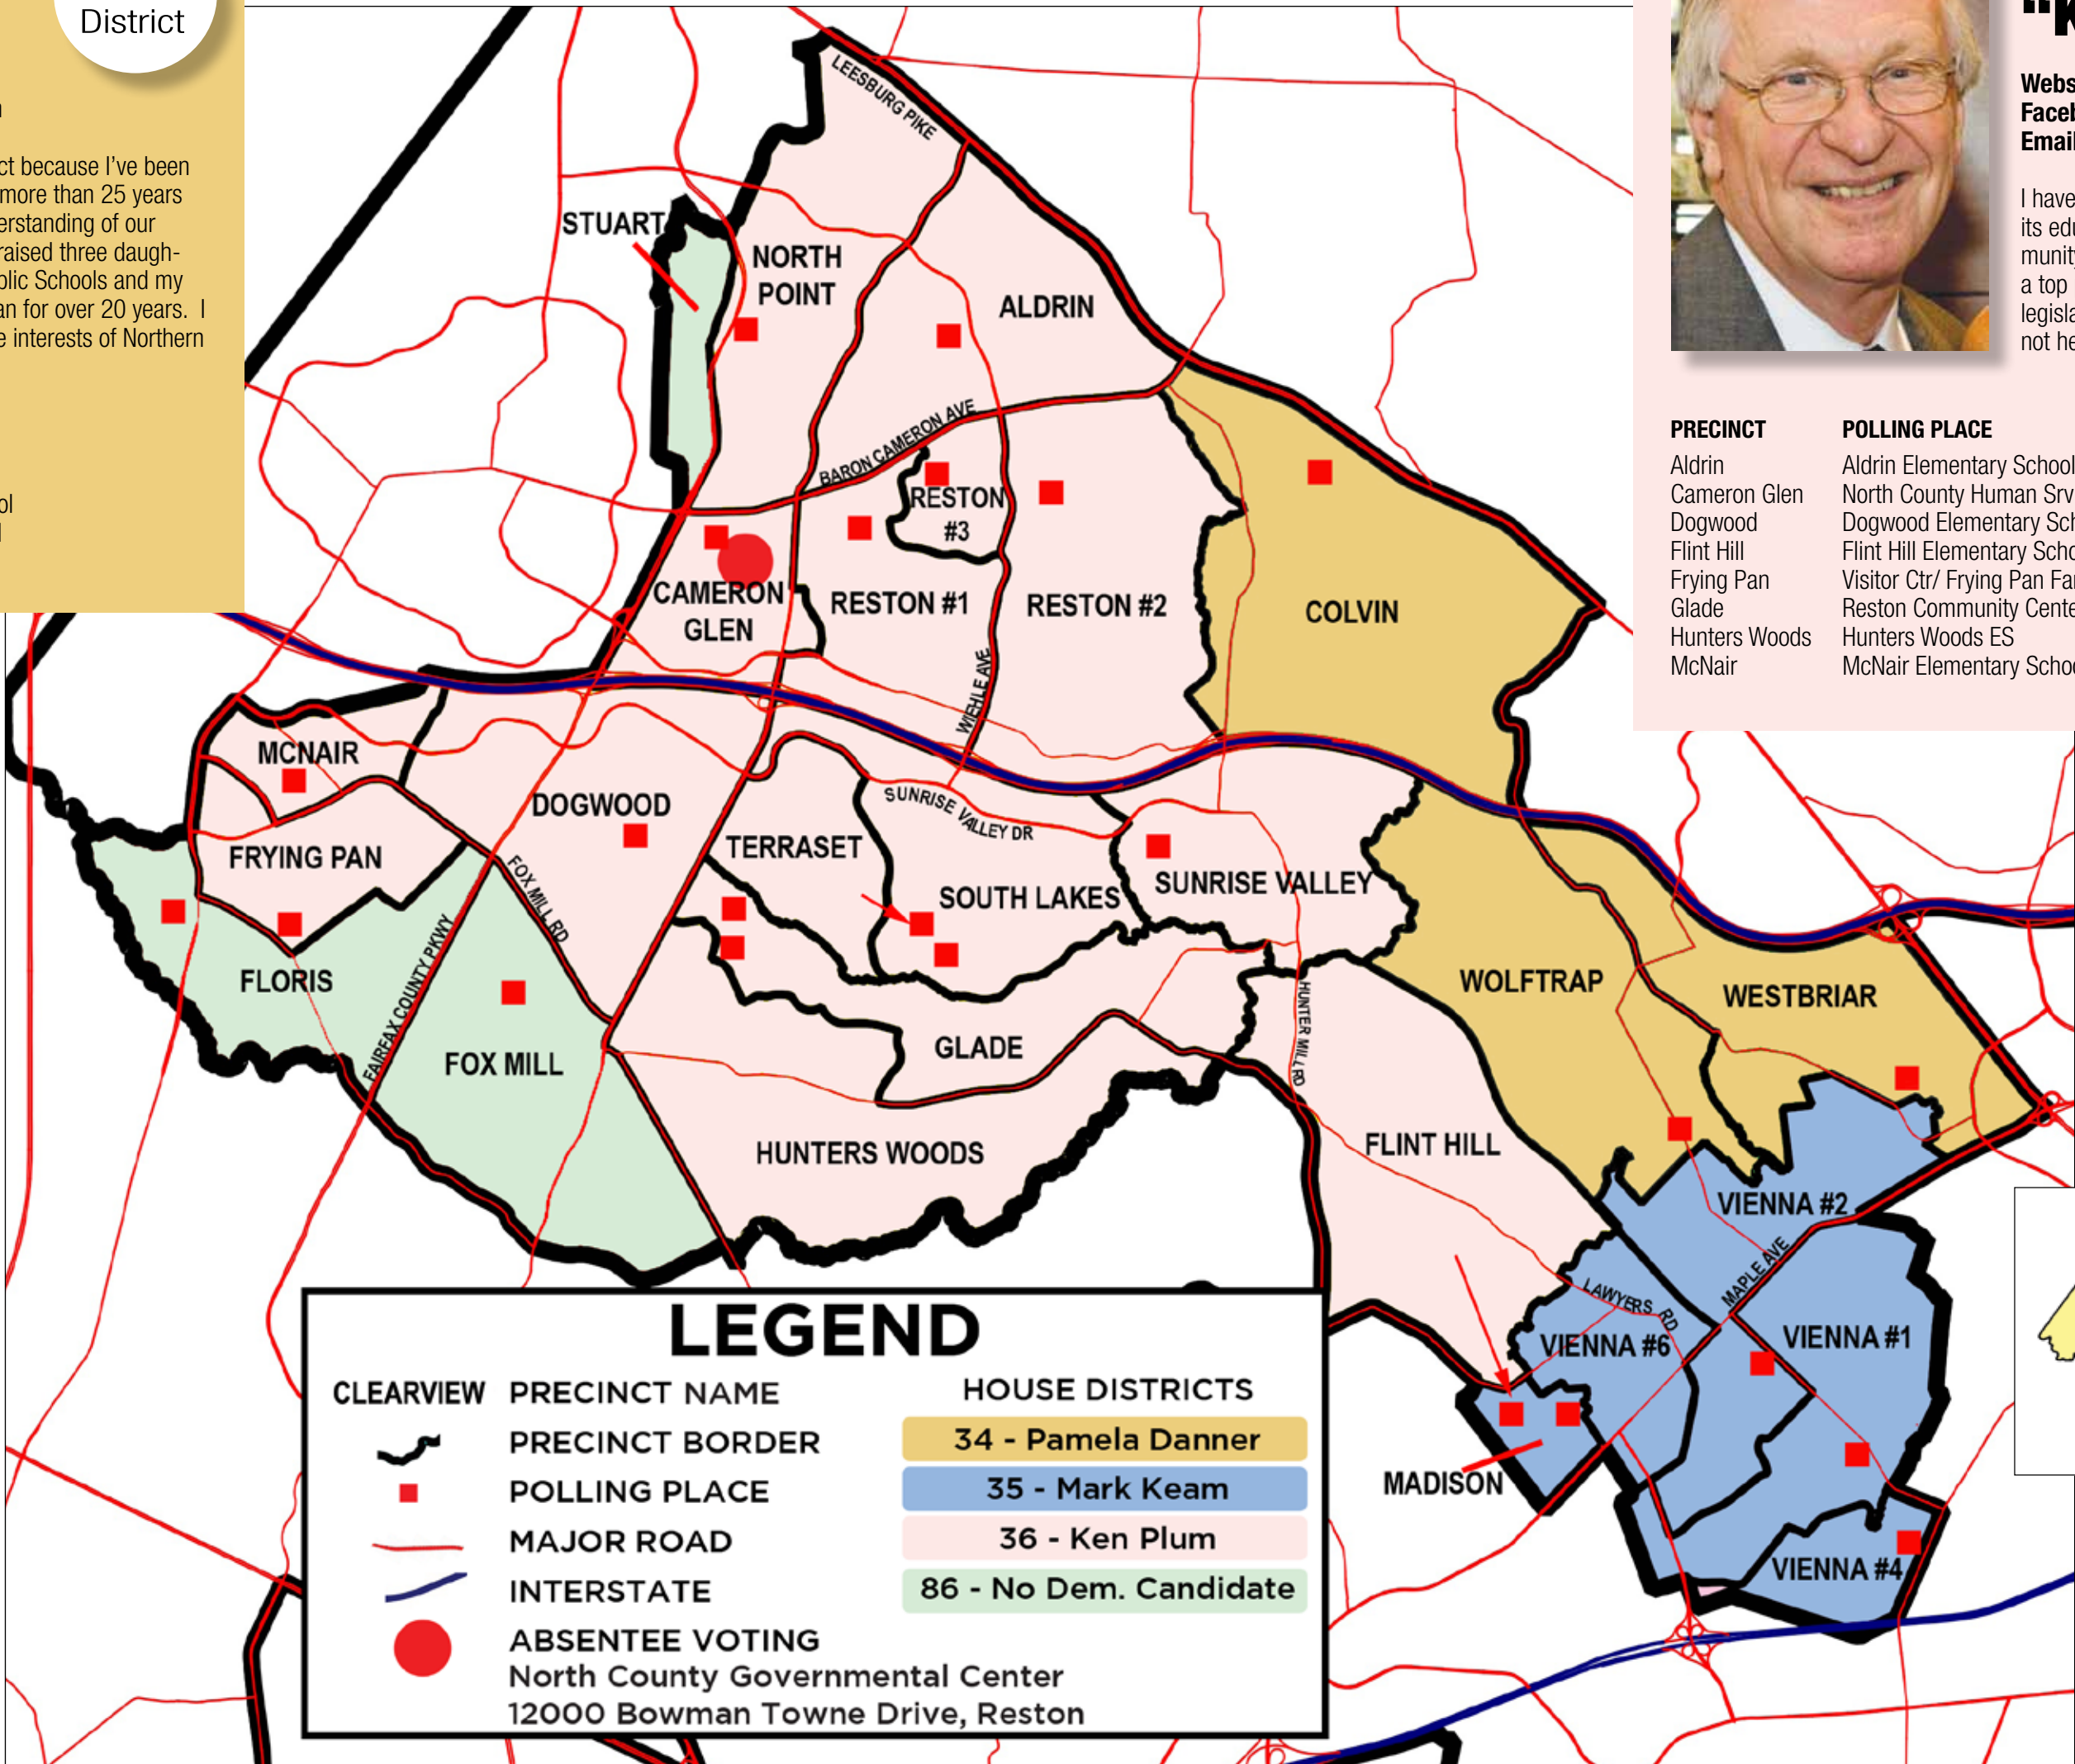 District
ct because I've been
more than 25 years
erstanding of our
raised three daugh-
blic Schools and my
an for over 20 years. I
e interests of Northern
ol
Webs
Faceb
Email
I have
its edu
munity
a top
legisla
not he
PRECINCT POLLING PLACE
Aldrin Aldrin Elementary School
Cameron Glen North County Human Srv
Dogwood Dogwood Elementary Sch
Flint Hill Flint Hill Elementary Scho
Frying Pan Visitor Ctr/ Frying Pan Far
Glade Reston Community Cente
Hunters Woods Hunters Woods ES
McNair McNair Elementary Schoo
LEESBURG PIKE
STUART
NORTH
POINT
ALDRIN
BARON CAMERON AVE
RESTON
#3
CAMERON
GLEN
RESTON #1
RESTON #2
COLVIN
WIEHLE AVE
MCNAIR
DOGWOOD
SUNRISE VALLEY DR
TERRASET
FRYING PAN
FOX MILL RD
SOUTH LAKES
SUNRISE VALLEY
FLORIS
FAIRFAX COUNTY PKWY
WOLFTRAP
WESTBRIAR
HUNTER MILL RD
GLADE
FOX MILL
HUNTERS WOODS
FLINT HILL
VIENNA #2
MAPLE AVE
LAWYERS RD
VIENNA #6
VIENNA #1
MADISON
VIENNA #4
LEGEND
CLEARVIEW PRECINCT NAME
PRECINCT BORDER
POLLING PLACE
MAJOR ROAD
INTERSTATE
ABSENTEE VOTING
North County Governmental Center
12000 Bowman Towne Drive, Reston
HOUSE DISTRICTS
34 - Pamela Danner
35 - Mark Keam
36 - Ken Plum
86 - No Dem. Candidate